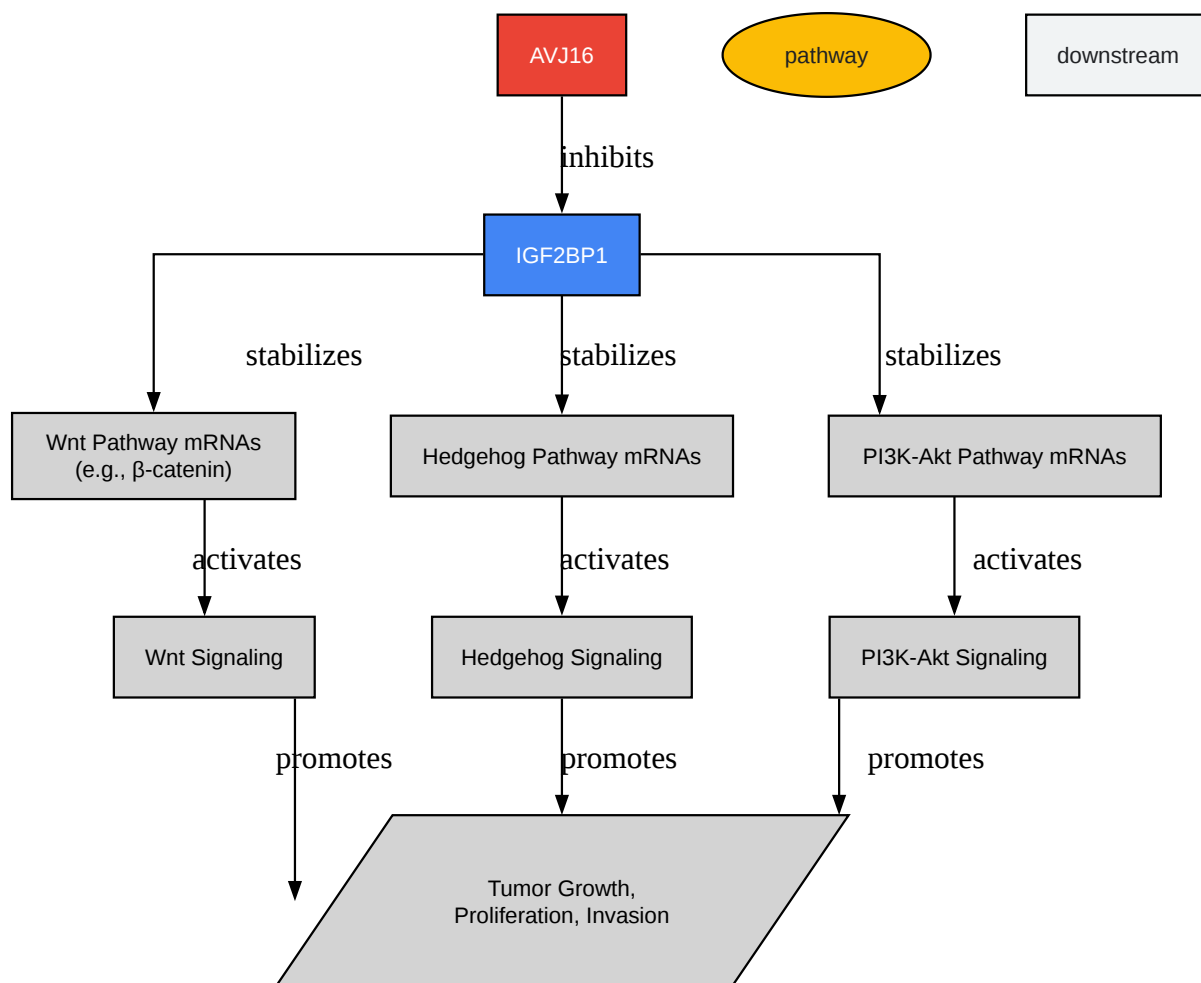 AVJ16
pathway
downstream
inhibits
IGF2BP1
stabilizes
stabilizes
stabilizes
Wnt Pathway mRNAs
(e.g., β-catenin)
Hedgehog Pathway mRNAs
PI3K-Akt Pathway mRNAs
activates
activates
activates
Wnt Signaling
Hedgehog Signaling
PI3K-Akt Signaling
promotes
promotes
promotes
Tumor Growth,
Proliferation, Invasion